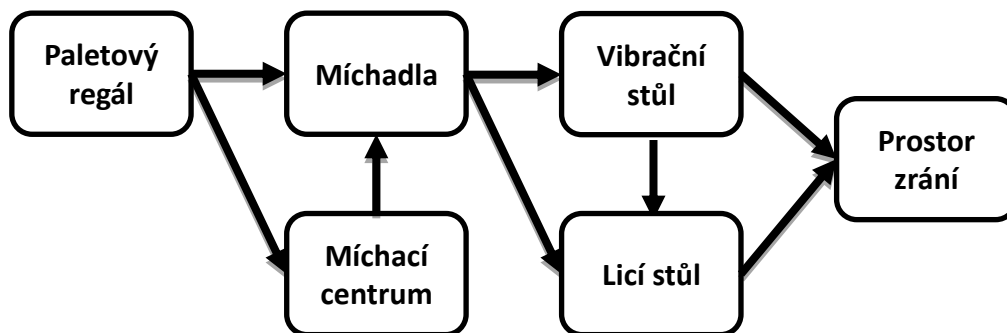 Paletový
regál
Míchadla
Vibrační
stůl
Prostor
zrání
Míchací
centrum
Licí stůl